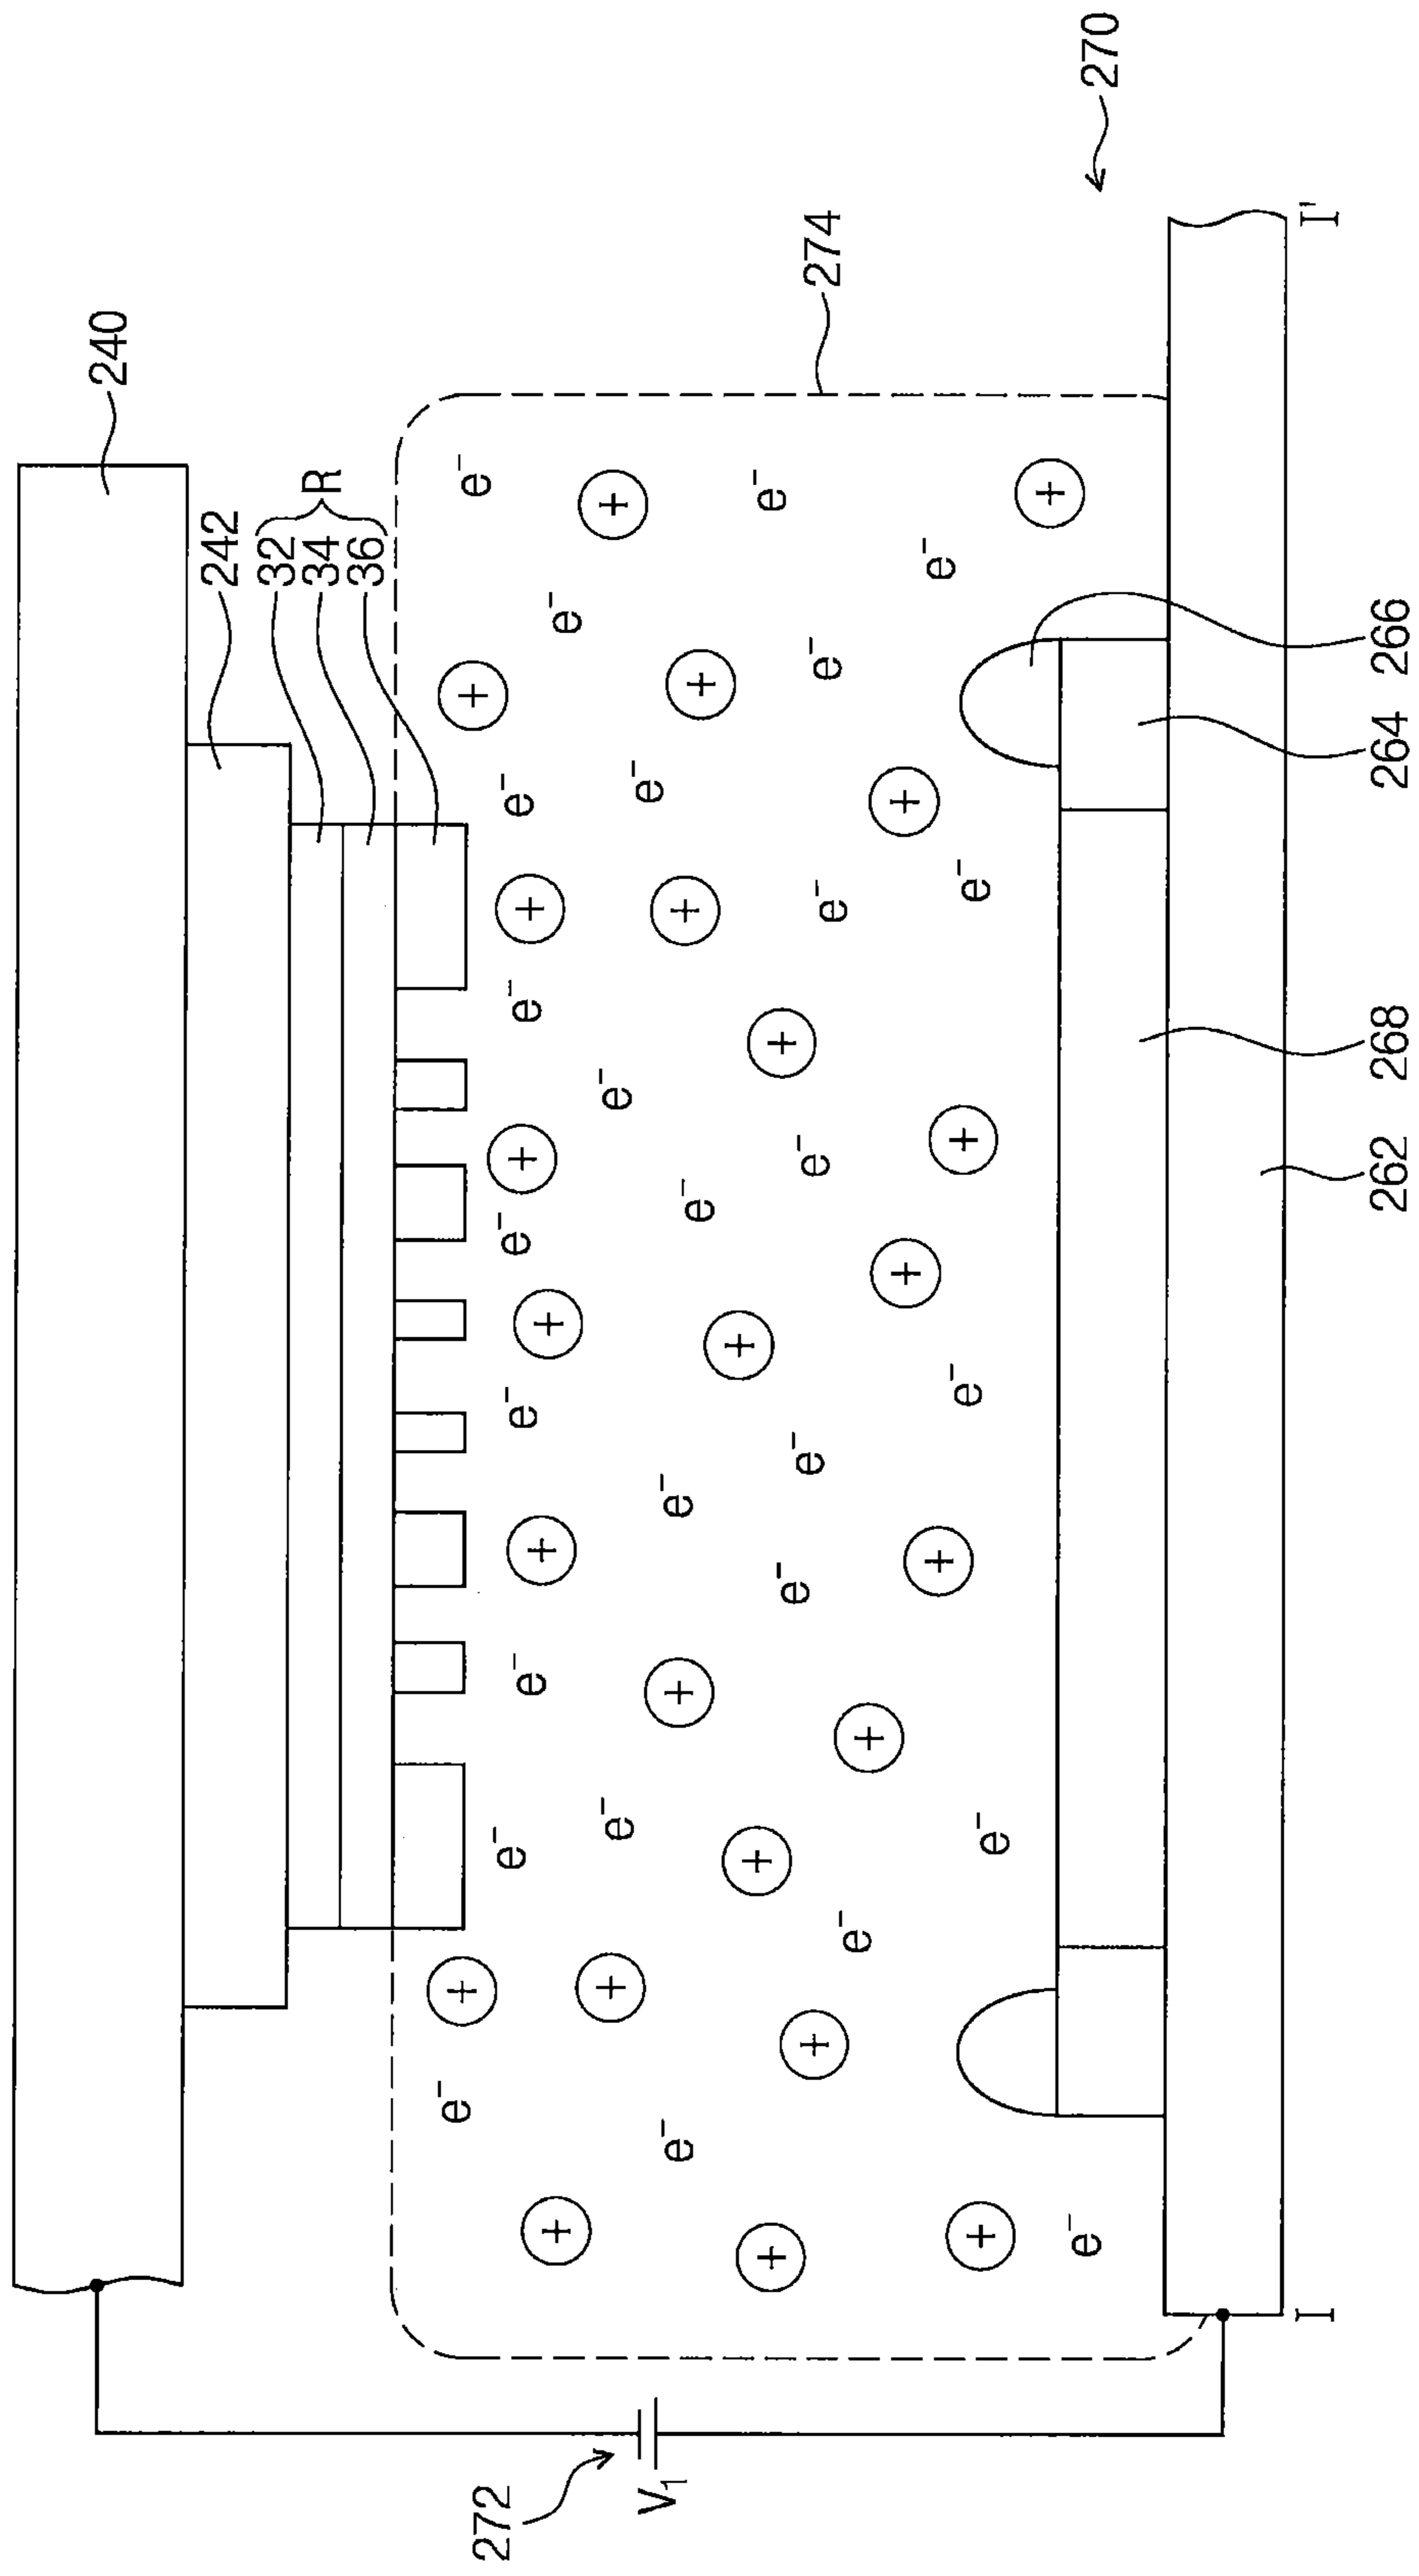 240
242
32
34 R
36
e⁻ + + e⁻
272 + e⁻ e⁻ + e⁻ + e⁻ + e⁻ + e⁻ e⁻
V₁ + e⁻ e⁻ e⁻ +
e⁻ + e⁻ e⁻ + +
+ + e⁻ + + e⁻
+ e⁻ + e⁻ e⁻ e⁻ e⁻ 274
+ e⁻ + e⁻ + + e⁻ + e⁻
e⁻ + 270
I I'
262 268 264 266